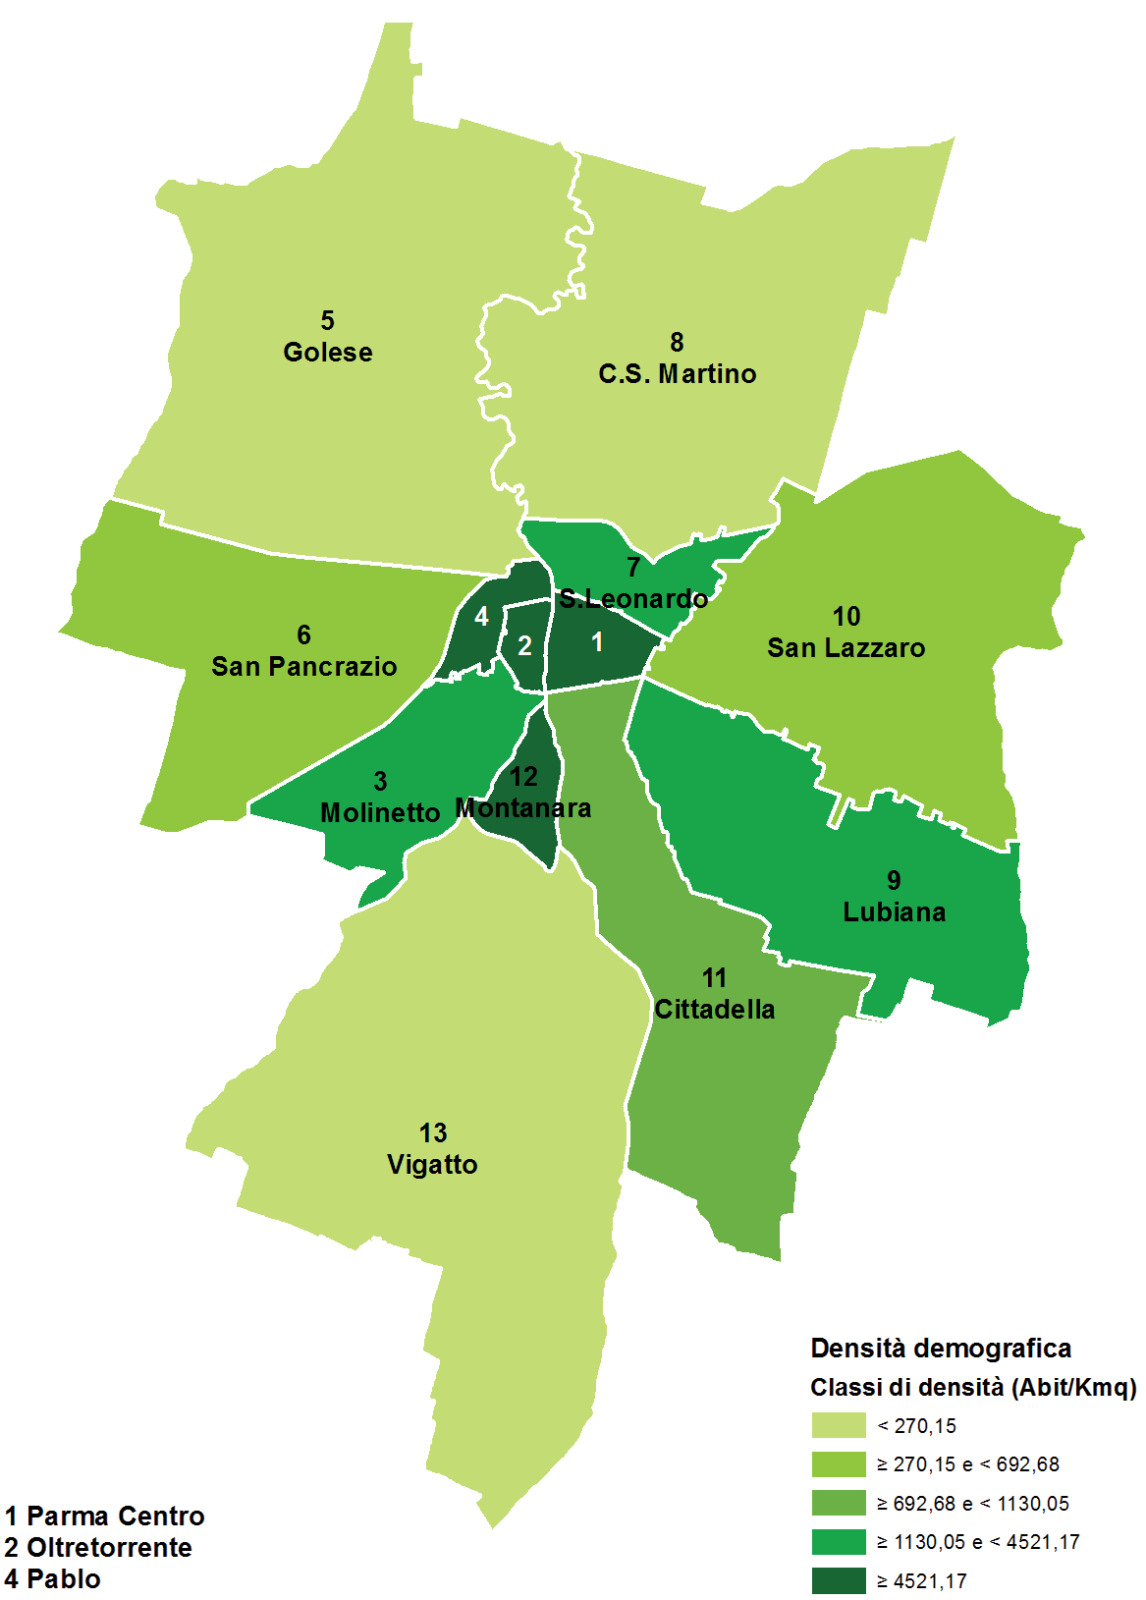 5
Golese
8
C.S. Martino
7
S.Leonardo
4
2
1
10
San Lazzaro
6
San Pancrazio
12
Montanara
3
Molinetto
9
Lubiana
11
Cittadella
13
Vigatto
Densità demografica
Classi di densità (Abit/Kmq)
< 270,15
≥ 270,15 e < 692,68
≥ 692,68 e < 1130,05
≥ 1130,05 e < 4521,17
≥ 4521,17
1 Parma Centro
2 Oltretorrente
4 Pablo